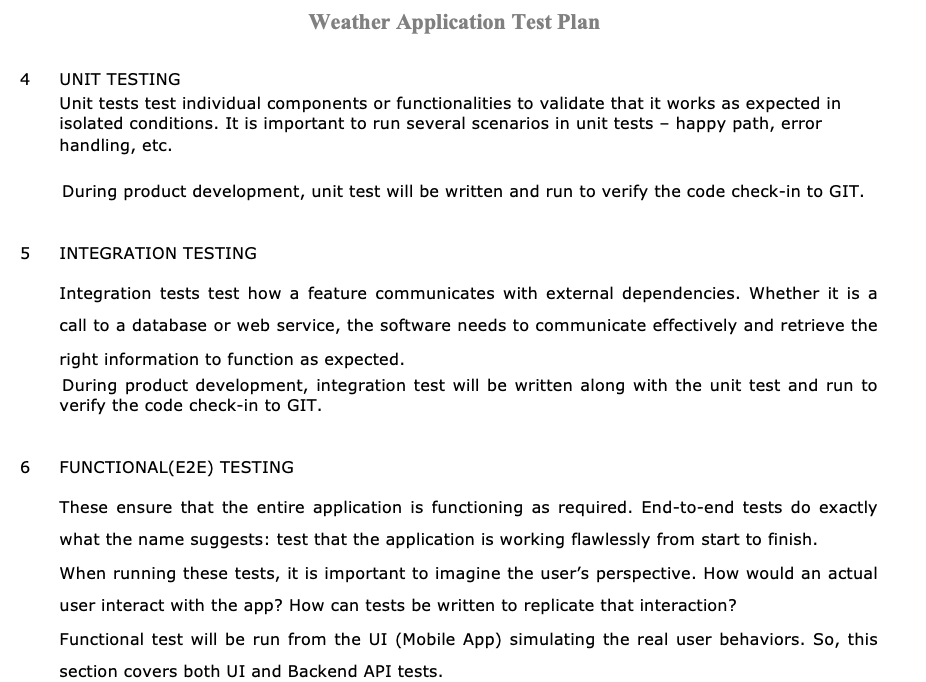 Weather Application Test Plan
4 UNIT TESTING
Unit tests test individual components or functionalities to validate that it works as expected in
isolated conditions. It is important to run several scenarios in unit tests – happy path, error
handling, etc.
During product development, unit test will be written and run to verify the code check-in to GIT.
5 INTEGRATION TESTING
Integration tests test how a feature communicates with external dependencies. Whether it is a
call to a database or web service, the software needs to communicate effectively and retrieve the
right information to function as expected.
During product development, integration test will be written along with the unit test and run to
verify the code check-in to GIT.
6 FUNCTIONAL(E2E) TESTING
These ensure that the entire application is functioning as required. End-to-end tests do exactly
what the name suggests: test that the application is working flawlessly from start to finish.
When running these tests, it is important to imagine the user’s perspective. How would an actual
user interact with the app? How can tests be written to replicate that interaction?
Functional test will be run from the UI (Mobile App) simulating the real user behaviors. So, this
section covers both UI and Backend API tests.